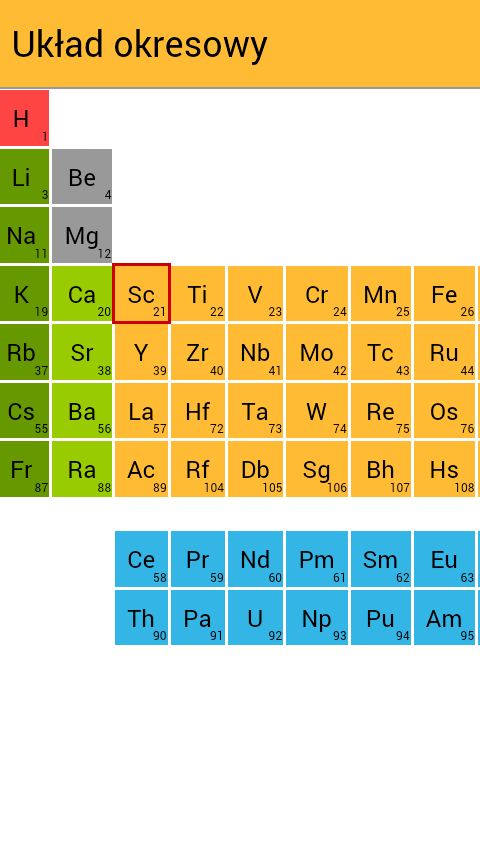 Układ okresowy
H 1
Li 3 Be 4
Na 11 Mg 12
K 19 Ca 20 Sc 21 Ti 22 V 23 Cr 24 Mn 25 Fe 26
Rb 37 Sr 38 Y 39 Zr 40 Nb 41 Mo 42 Tc 43 Ru 44
Cs 55 Ba 56 La 57 Hf 72 Ta 73 W 74 Re 75 Os 76
Fr 87 Ra 88 Ac 89 Rf 104 Db 105 Sg 106 Bh 107 Hs 108
Ce 58 Pr 59 Nd 60 Pm 61 Sm 62 Eu 63
Th 90 Pa 91 U 92 Np 93 Pu 94 Am 95